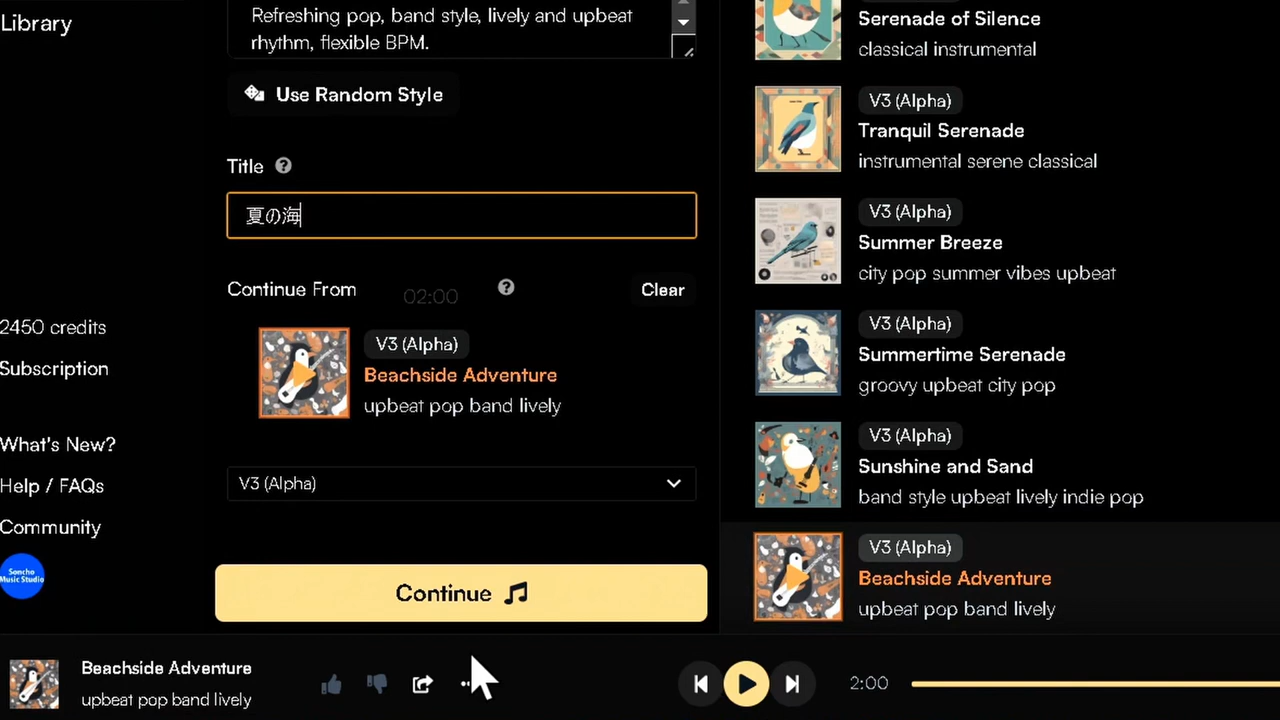 Library
2450 credits
Subscription
What's New?
Help / FAQs
Community
Soncho
Music Studio
Refreshing pop, band style, lively and upbeat
rhythm, flexible BPM.
Use Random Style
Title
夏の海
Continue From
02:00
Clear
V3 (Alpha)
Beachside Adventure
upbeat pop band lively
V3 (Alpha)
Continue
Serenade of Silence
classical instrumental
V3 (Alpha)
Tranquil Serenade
instrumental serene classical
V3 (Alpha)
Summer Breeze
city pop summer vibes upbeat
V3 (Alpha)
Summertime Serenade
groovy upbeat city pop
V3 (Alpha)
Sunshine and Sand
band style upbeat lively indie pop
V3 (Alpha)
Beachside Adventure
upbeat pop band lively
Beachside Adventure
upbeat pop band lively
2:00